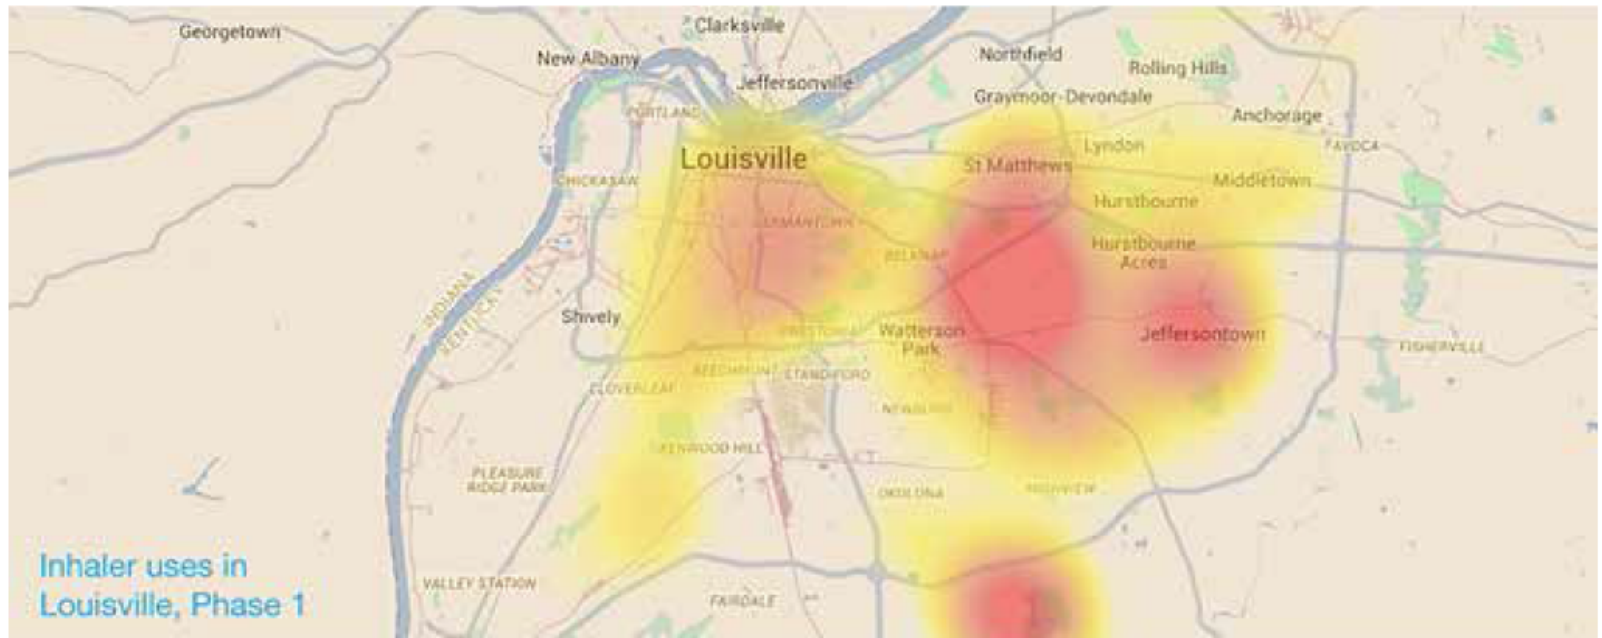 Georgetown
Clarksville
New Albany
Jeffersonville
Northfield
Rolling Hills
Graymoor-Devondale
Anchorage
PORTLAND
Louisville
St Matthews
Lyndon
Middletown
CHICKASAW
Hurstbourne
GERMANTOWN
BELKNAP
Hurstbourne
Acres
INDIANA
KENTUCKY
Shively
Watterson
Park
Jeffersontown
FISHERVILLE
BEECHMONT
STANDIFORD
CLOVERLEAF
NEWBURG
KENWOOD HILL
PLEASURE
RIDGE PARK
OKOLONA
HIGHVIEW
Inhaler uses in
Louisville, Phase 1
VALLEY STATION
FAIRDALE